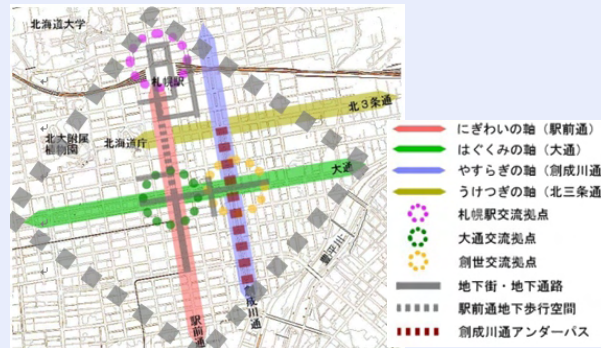 北海道大学
札幌駅
北3条通
北大附属
植物園
北海道庁
大通
豊平川
創成川通
駅前通
にぎわいの軸（駅前通）
はぐくみの軸（大通）
やすらぎの軸（創成川通）
うけつぎの軸（北三条通）
札幌駅交流拠点
大通交流拠点
創世交流拠点
地下街・地下通路
駅前通地下歩行空間
創成川通アンダーパス